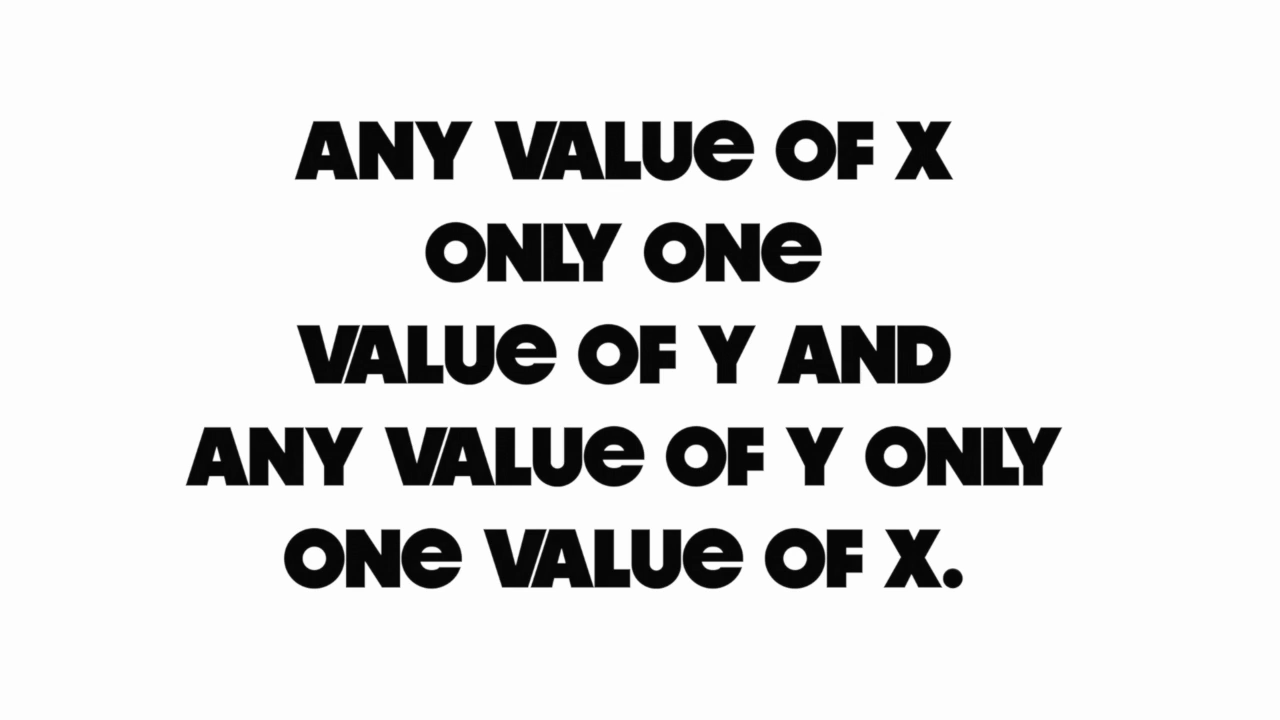 ANY VALUE OF X
ONLY ONE
VALUE OF Y AND
ANY VALUE OF Y ONLY
ONE VALUE OF X.